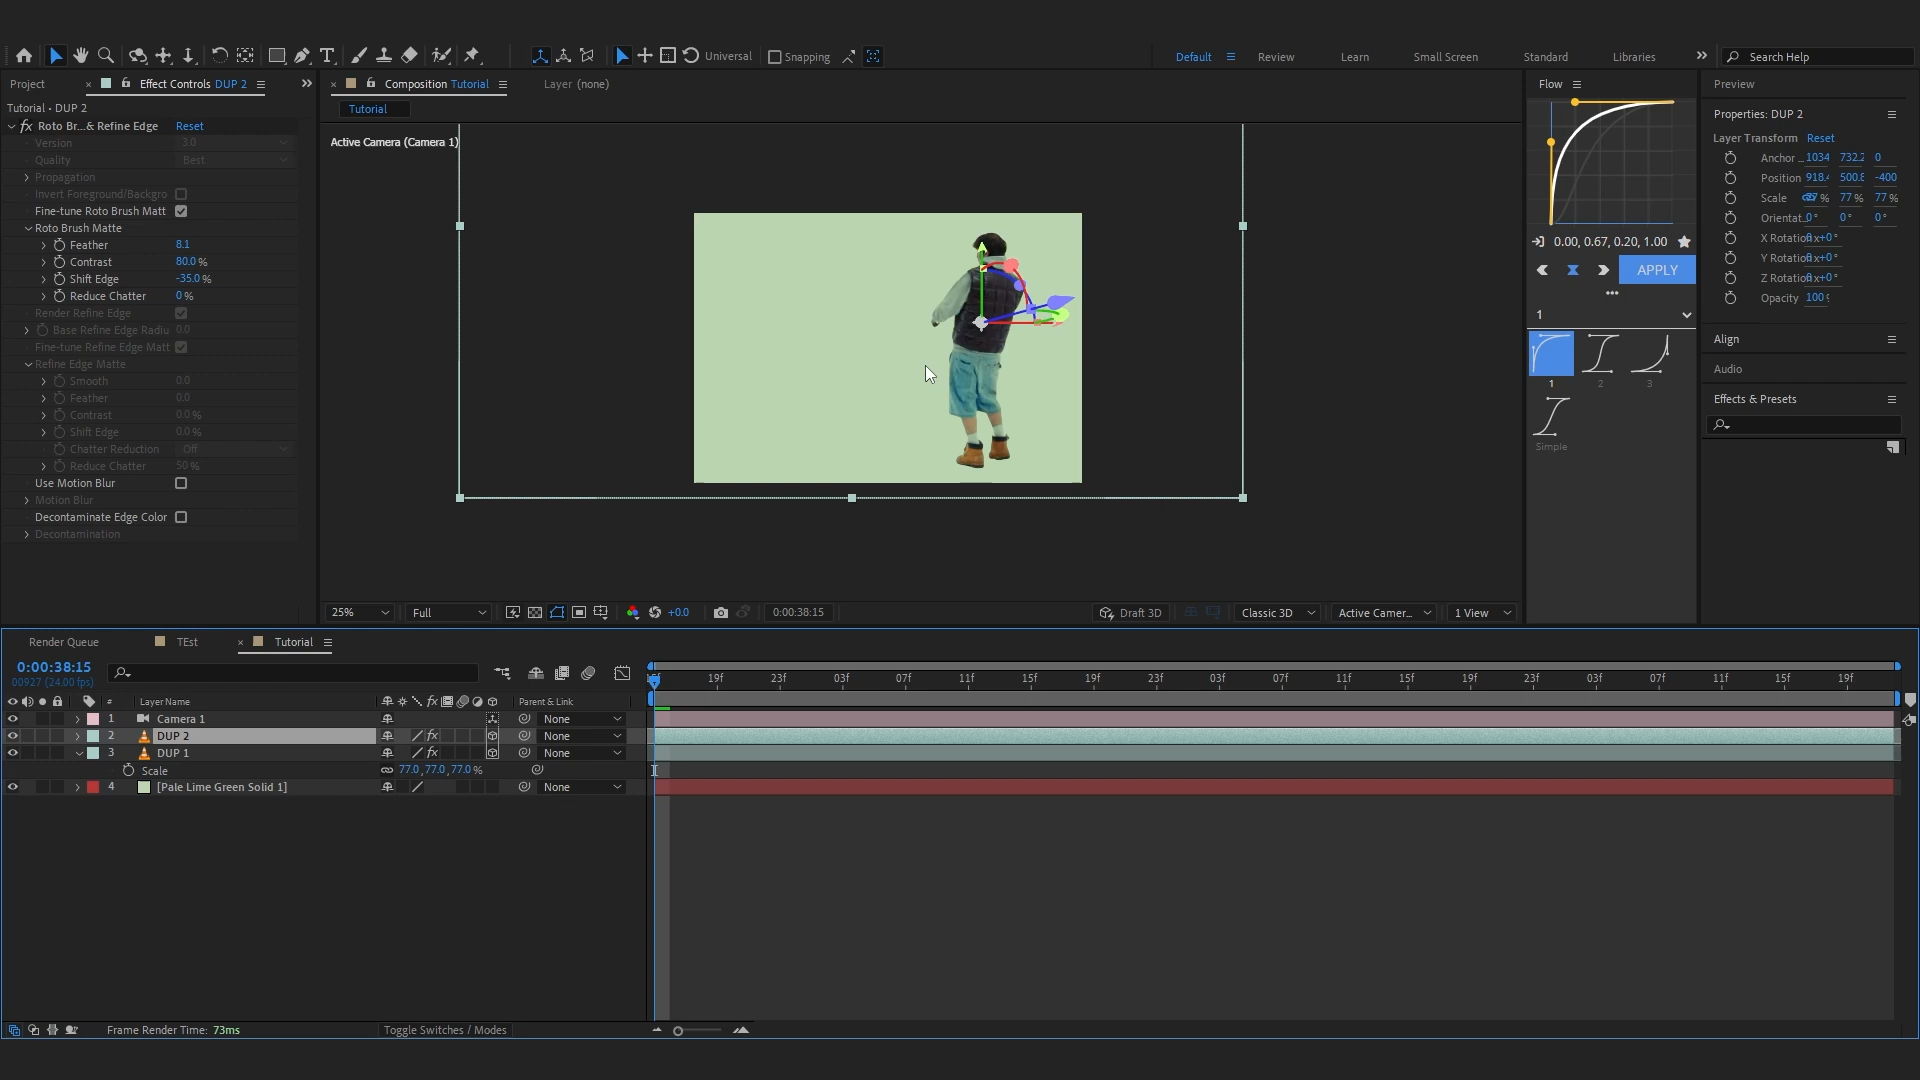 Universal
Snapping
Default
Review
Learn
Small Screen
Standard
Libraries
Search Help
Project
Effect Controls DUP 2
Composition Tutorial
Layer (none)
Flow
Preview
Tutorial • DUP 2
Tutorial
Properties: DUP 2
Roto Br...& Refine Edge
Reset
Layer Transform
Reset
Version
3.0
Active Camera (Camera 1)
Anchor ...
1034
732.2
0
Quality
Best
Position
918.4
500.8
-400
Propagation
Scale
77 %
77 %
77 %
Invert Foreground/Backgro
Orientat..
0°
0°
0°
Fine-tune Roto Brush Matt
X Rotation
0x+0°
Roto Brush Matte
0.00, 0.67, 0.20, 1.00
Feather
8.1
Y Rotation
0x+0°
Contrast
80.0 %
APPLY
Shift Edge
-35.0 %
Z Rotation
0x+0°
Reduce Chatter
0 %
Opacity
100
Render Refine Edge
1
Base Refine Edge Radiu
0.0
Align
Fine-tune Refine Edge Matt
Refine Edge Matte
Audio
Smooth
0.0
1
2
3
Feather
0.0
Effects & Presets
Contrast
0.0 %
Shift Edge
0.0 %
Chatter Reduction
Off
Simple
Reduce Chatter
50 %
Use Motion Blur
Motion Blur
Decontaminate Edge Color
Decontamination
25%
Full
+0.0
0:00:38:15
Draft 3D
Classic 3D
Active Camer...
1 View
Render Queue
TEst
Tutorial
0:00:38:15
00927 (24.00 fps)
19f
23f
03f
07f
11f
15f
19f
23f
03f
07f
11f
15f
19f
23f
03f
07f
11f
15f
19f
#
Layer Name
fx
Parent & Link
1
Camera 1
None
2
DUP 2
fx
None
3
DUP 1
fx
None
Scale
77.0,77.0,77.0 %
4
[Pale Lime Green Solid 1]
None
Frame Render Time: 73ms
Toggle Switches / Modes